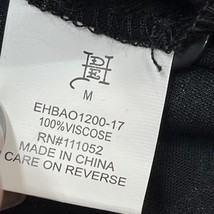 M
EHBAO1200-17
100%VISCOSE
RN#111052
MADE IN CHINA
CARE ON REVERSE